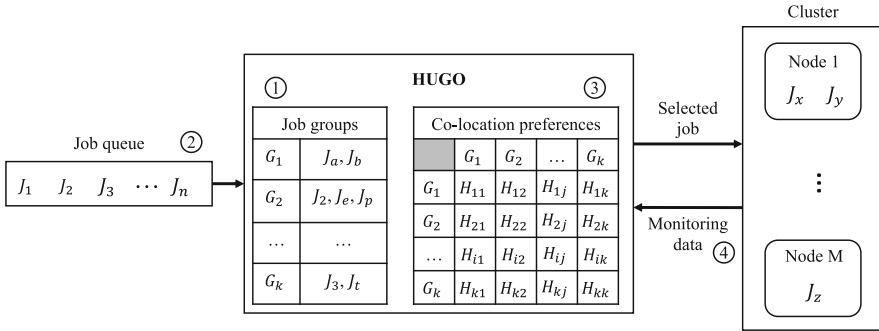 Cluster
HUGO
Node 1
J_x J_y
① ③
Job groups
Co-location preferences
Selected
job
Job queue ②
G_1 J_a, J_b
G_1 G_2 … G_k
J_1 J_2 J_3 ⋯ J_n
G_2 J_2, J_e, J_p
G_1 H_11 H_12 H_1j H_1k
⋮
… …
G_2 H_21 H_22 H_2j H_2k
Monitoring
data ④
G_k J_3, J_t
… H_i1 H_i2 H_ij H_ik
G_k H_k1 H_k2 H_kj H_kk
Node M
J_z